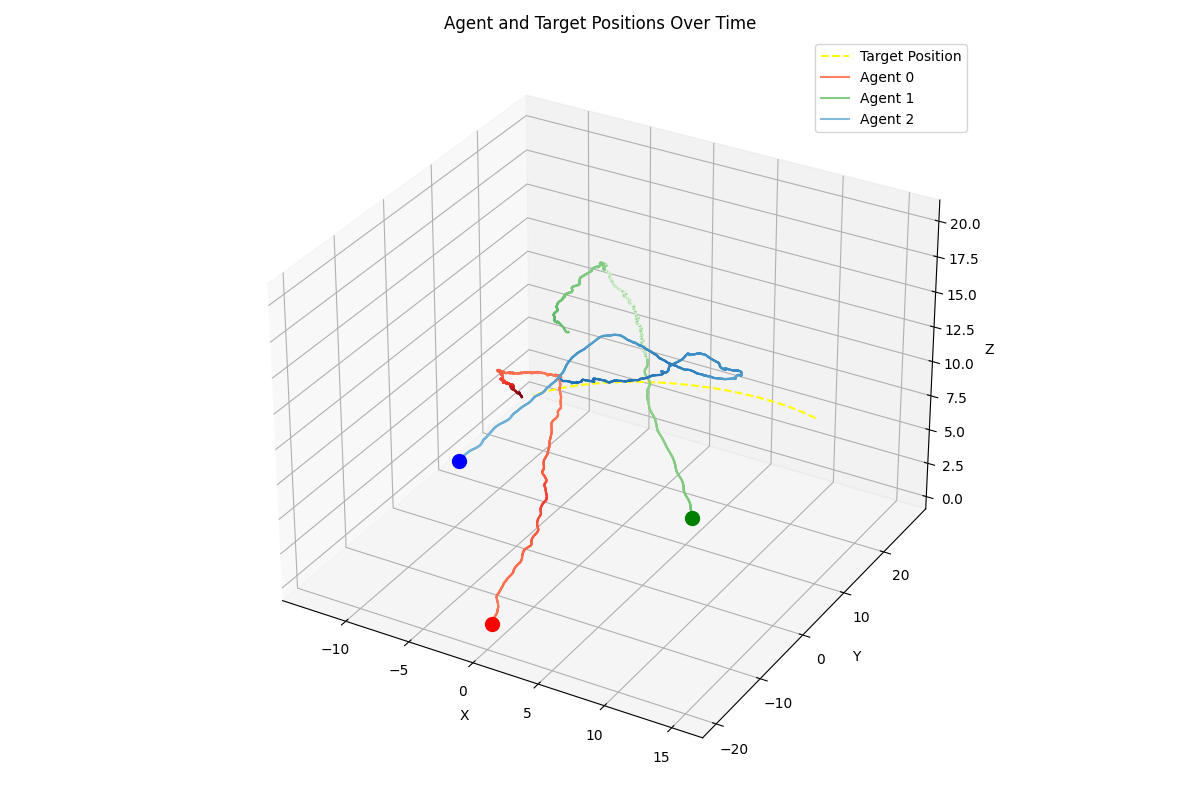 Agent and Target Positions Over Time
Target Position
Agent 0
Agent 1
Agent 2
20.0
17.5
15.0
12.5
10.0
7.5
5.0
2.5
0.0
Z
20
10
0
−10
−20
Y
−10
−5
0
5
10
15
X